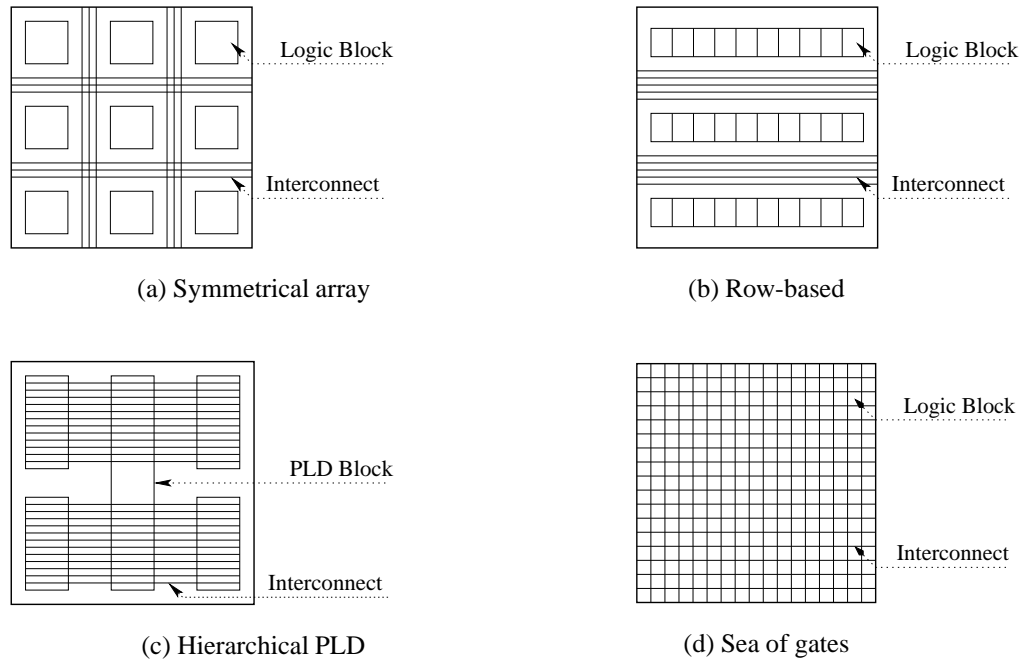 Logic Block
Interconnect
(a) Symmetrical array
Logic Block
Interconnect
(b) Row-based
PLD Block
Interconnect
(c) Hierarchical PLD
Logic Block
Interconnect
(d) Sea of gates